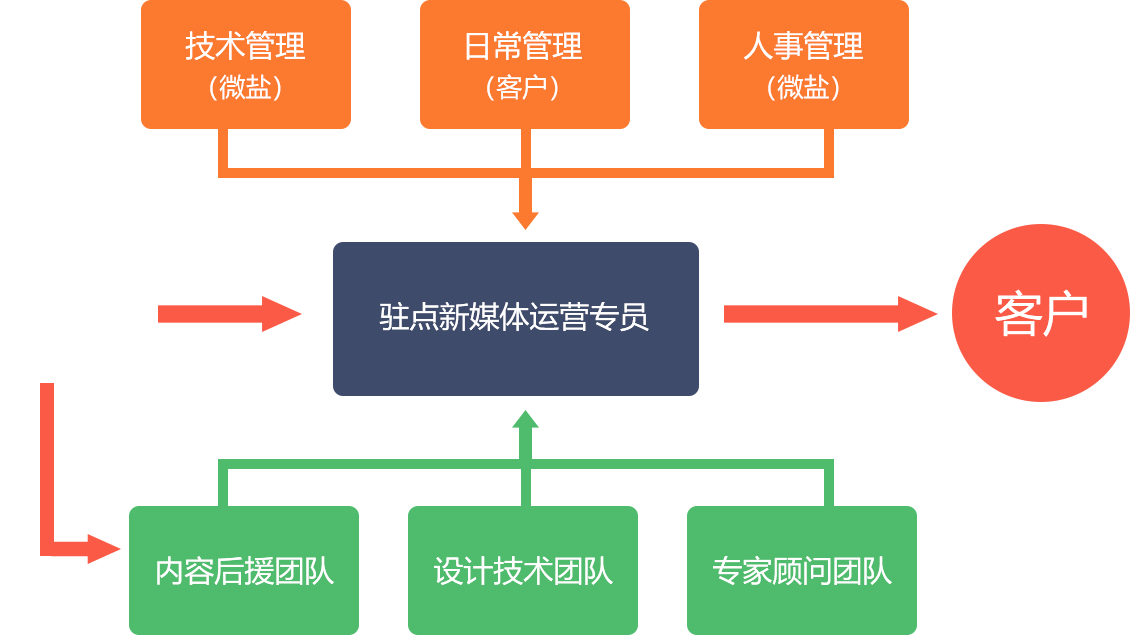 技术管理
（微盐）
日常管理
（客户）
人事管理
（微盐）
驻点新媒体运营专员
客户
内容后援团队
设计技术团队
专家顾问团队